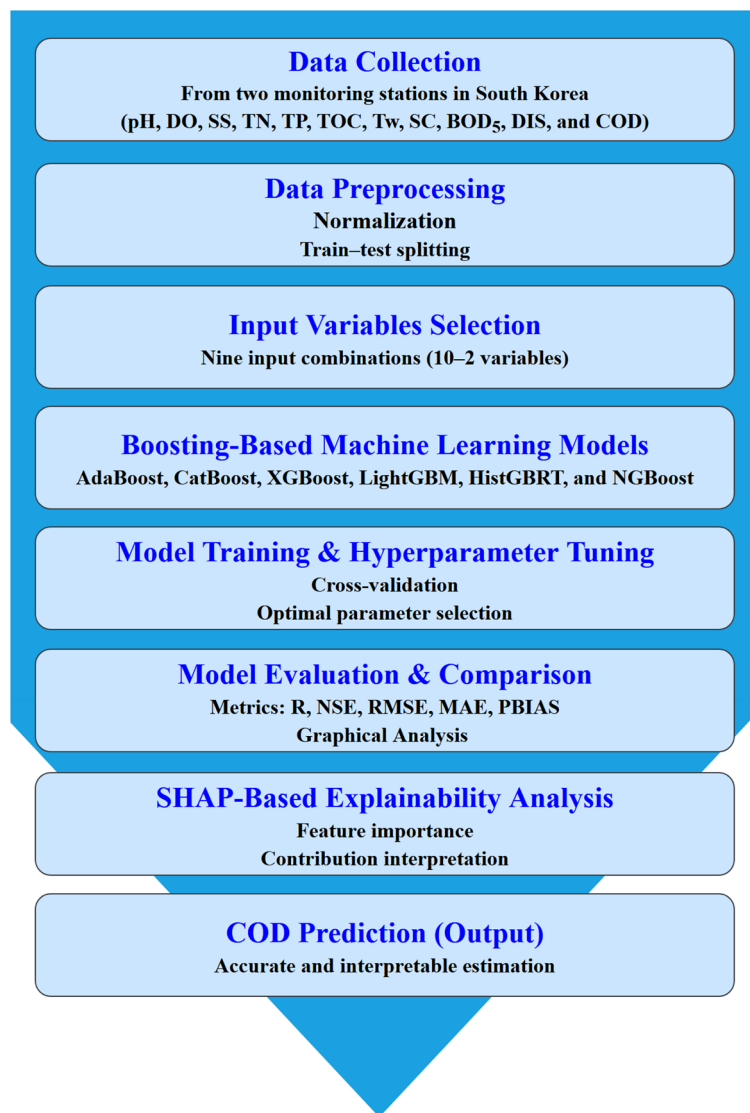 Data Collection
From two monitoring stations in South Korea
(pH, DO, SS, TN, TP, TOC, Tw, SC, BOD₅, DIS, and COD)
Data Preprocessing
Normalization
Train–test splitting
Input Variables Selection
Nine input combinations (10–2 variables)
Boosting-Based Machine Learning Models
AdaBoost, CatBoost, XGBoost, LightGBM, HistGBRT, and NGBoost
Model Training & Hyperparameter Tuning
Cross-validation
Optimal parameter selection
Model Evaluation & Comparison
Metrics: R, NSE, RMSE, MAE, PBIAS
Graphical Analysis
SHAP-Based Explainability Analysis
Feature importance
Contribution interpretation
COD Prediction (Output)
Accurate and interpretable estimation